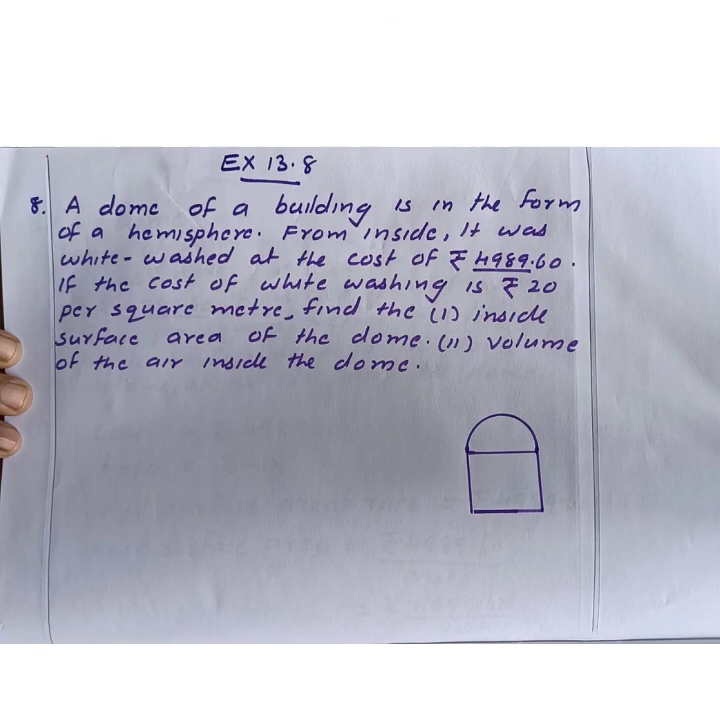 EX 13.8
8. A dome of a building is in the form
of a hemisphere. From inside, it was
white-washed at the cost of ₹ 4989.60.
If the cost of white washing is ₹ 20
per square metre, find the (i) inside
surface area of the dome. (ii) volume
of the air inside the dome.